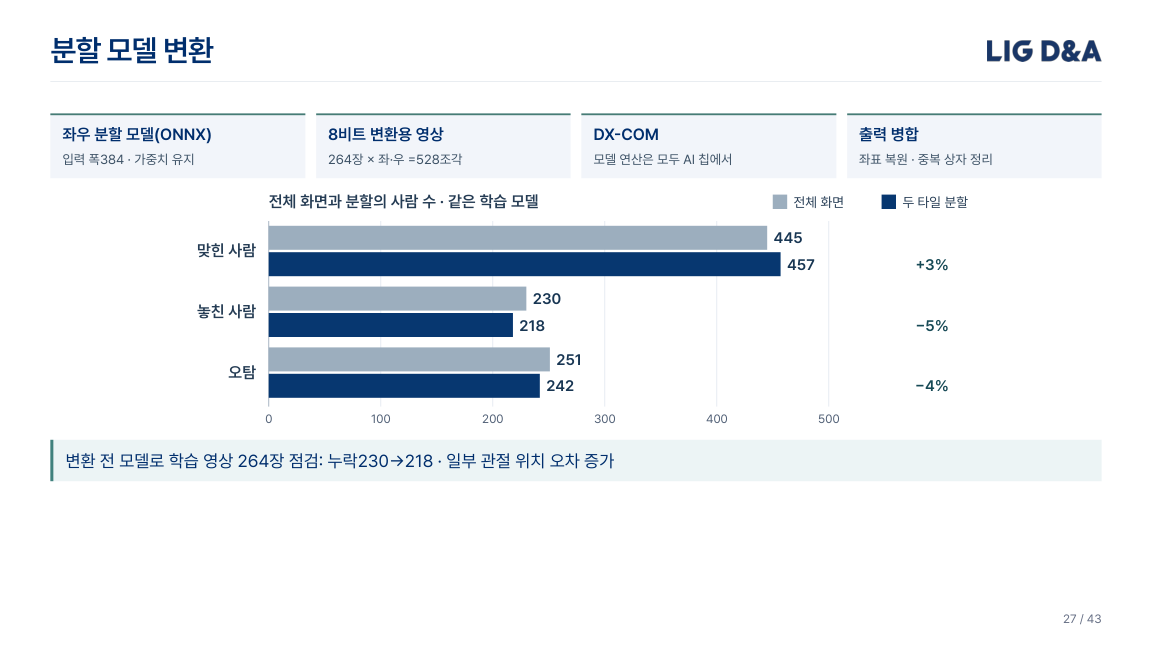 분할 모델 변환
LIG D&A
좌우 분할 모델(ONNX)
입력 폭384 · 가중치 유지
8비트 변환용 영상
264장 × 좌·우 =528조각
DX-COM
모델 연산은 모두 AI 칩에서
출력 병합
좌표 복원 · 중복 상자 정리
전체 화면과 분할의 사람 수 · 같은 학습 모델
전체 화면
두 타일 분할
맞힌 사람
445
457
+3%
놓친 사람
230
218
−5%
오탐
251
242
−4%
0 100 200 300 400 500
변환 전 모델로 학습 영상 264장 점검: 누락230→218 · 일부 관절 위치 오차 증가
27 / 43